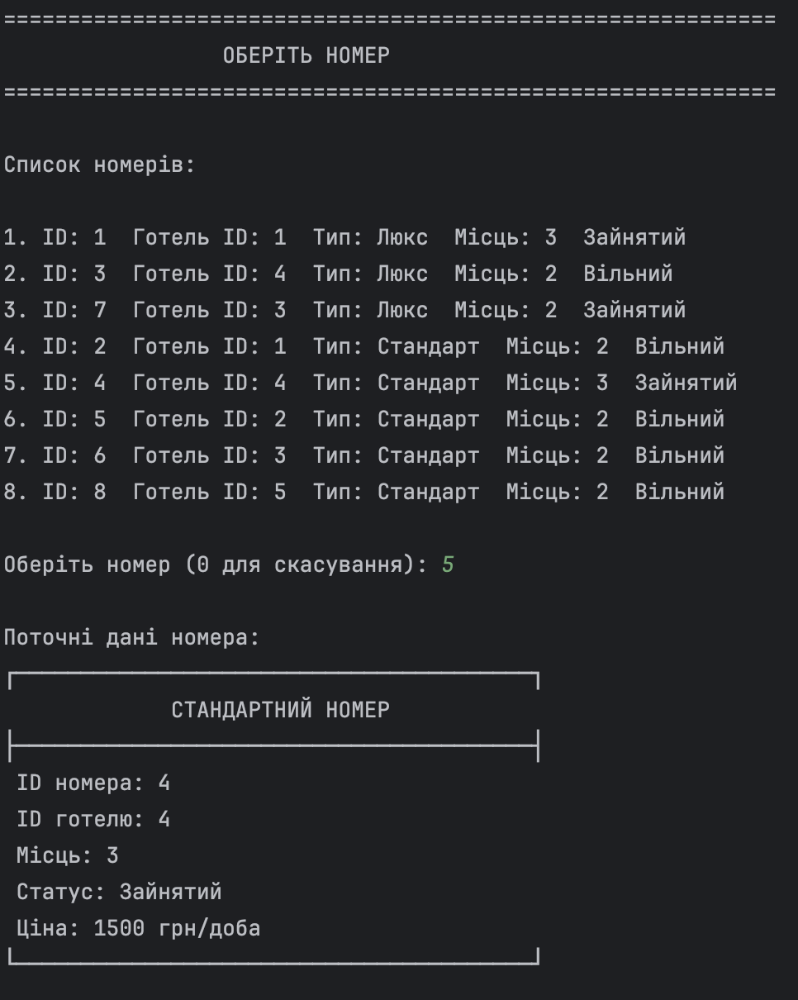 ============================================================
ОБЕРІТЬ НОМЕР
============================================================
Список номерів:
1. ID: 1  Готель ID: 1  Тип: Люкс  Місць: 3  Зайнятий
2. ID: 3  Готель ID: 4  Тип: Люкс  Місць: 2  Вільний
3. ID: 7  Готель ID: 3  Тип: Люкс  Місць: 2  Зайнятий
4. ID: 2  Готель ID: 1  Тип: Стандарт  Місць: 2  Вільний
5. ID: 4  Готель ID: 4  Тип: Стандарт  Місць: 3  Зайнятий
6. ID: 5  Готель ID: 2  Тип: Стандарт  Місць: 2  Вільний
7. ID: 6  Готель ID: 3  Тип: Стандарт  Місць: 2  Вільний
8. ID: 8  Готель ID: 5  Тип: Стандарт  Місць: 2  Вільний
Оберіть номер (0 для скасування): 5
Поточні дані номера:
СТАНДАРТНИЙ НОМЕР
ID номера: 4
ID готелю: 4
Місць: 3
Статус: Зайнятий
Ціна: 1500 грн/доба